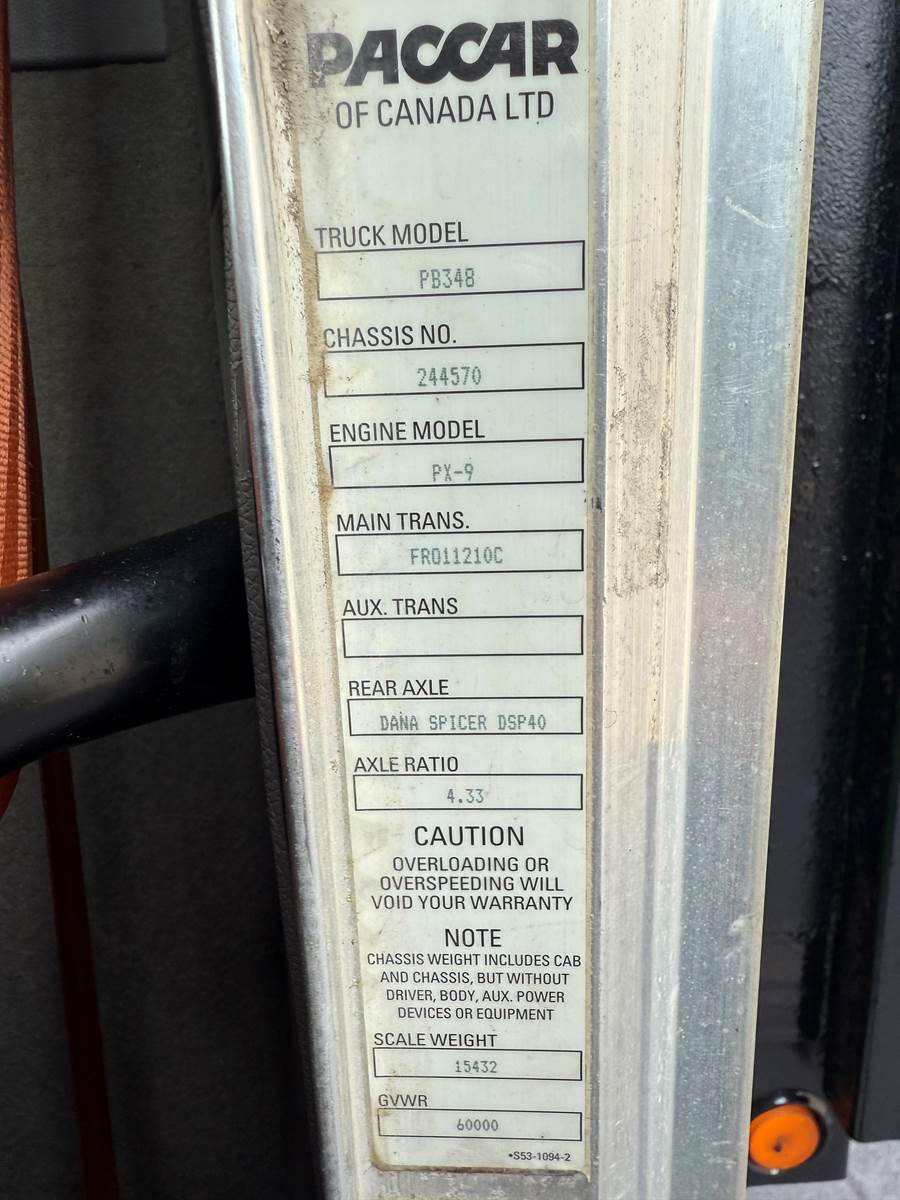 PACCAR
OF CANADA LTD
TRUCK MODEL
PB348
CHASSIS NO.
244570
ENGINE MODEL
PX-9
MAIN TRANS.
FRO11210C
AUX. TRANS
REAR AXLE
DANA SPICER DSP40
AXLE RATIO
4.33
CAUTION
OVERLOADING OR
OVERSPEEDING WILL
VOID YOUR WARRANTY
NOTE
CHASSIS WEIGHT INCLUDES CAB
AND CHASSIS, BUT WITHOUT
DRIVER, BODY, AUX. POWER
DEVICES OR EQUIPMENT
SCALE WEIGHT
15432
GVWR
60000
•S53-1094-2